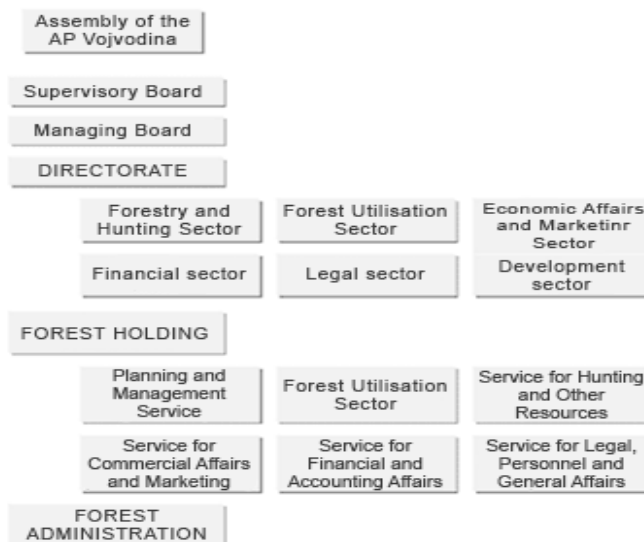 Assembly of the
AP Vojvodina
Supervisory Board
Managing Board
DIRECTORATE
Forestry and
Hunting Sector
Forest Utilisation
Sector
Economic Affairs
and Marketinr
Sector
Financial sector
Legal sector
Development
sector
FOREST HOLDING
Planning and
Management
Service
Forest Utilisation
Sector
Service for Hunting
and Other
Resources
Service for
Commercial Affairs
and Marketing
Service for
Financial and
Accounting Affairs
Service for Legal,
Personnel and
General Affairs
FOREST
ADMINISTRATION